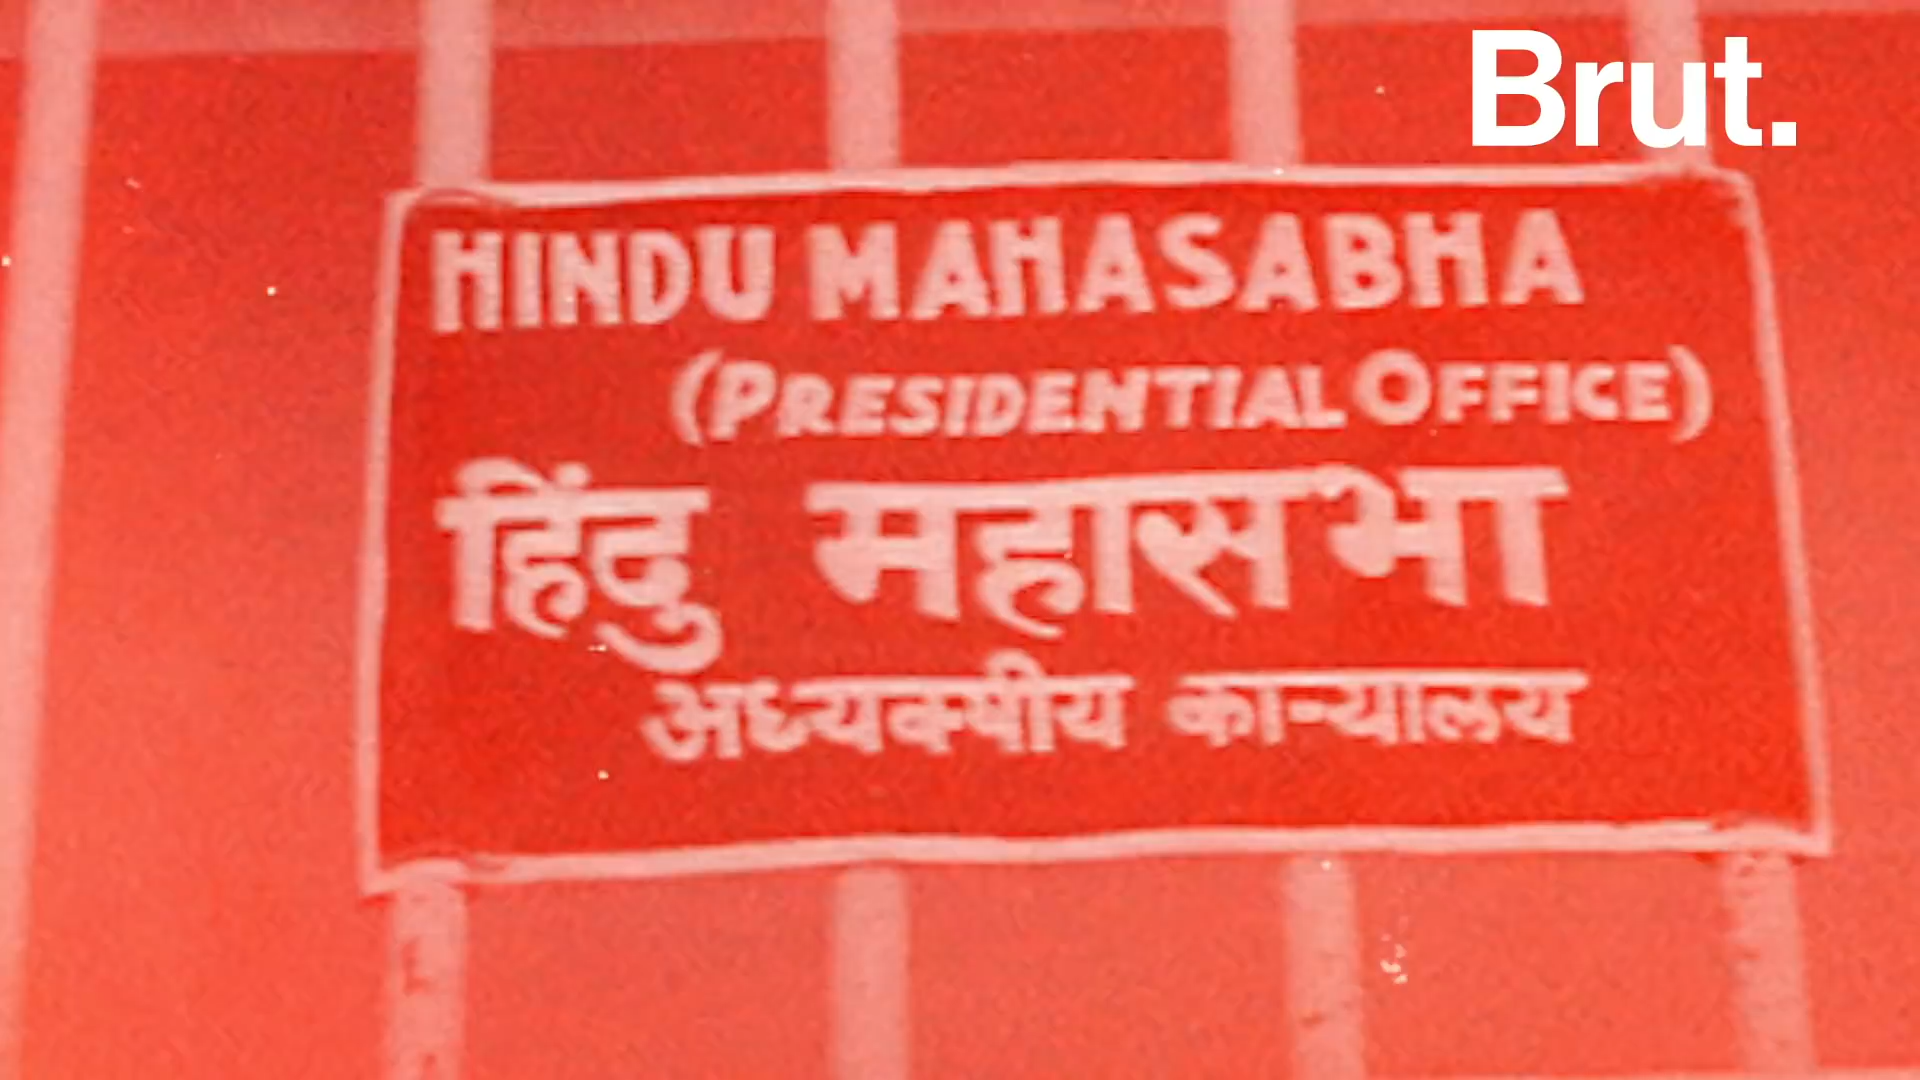 Brut.
HINDU MAHASABHA
(PRESIDENTIAL OFFICE)
हिंदु महासभा
अध्यक्‍षीय काऱ्यालय